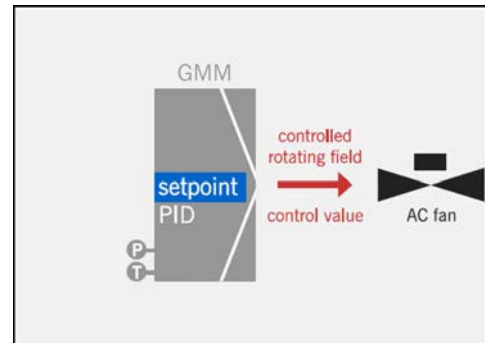 GMM
controlled
rotating field
setpoint
PID
control value
AC fan
P
T